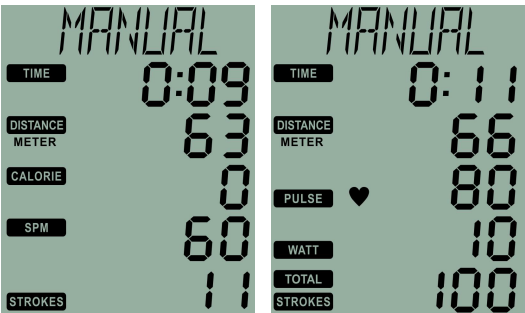 MANUAL
TIME 0:09
DISTANCE 63
METER
CALORIE 0
SPM 60
STROKES 11
MANUAL
TIME 0:11
DISTANCE 66
METER
PULSE ♥ 80
WATT 10
TOTAL
STROKES 100